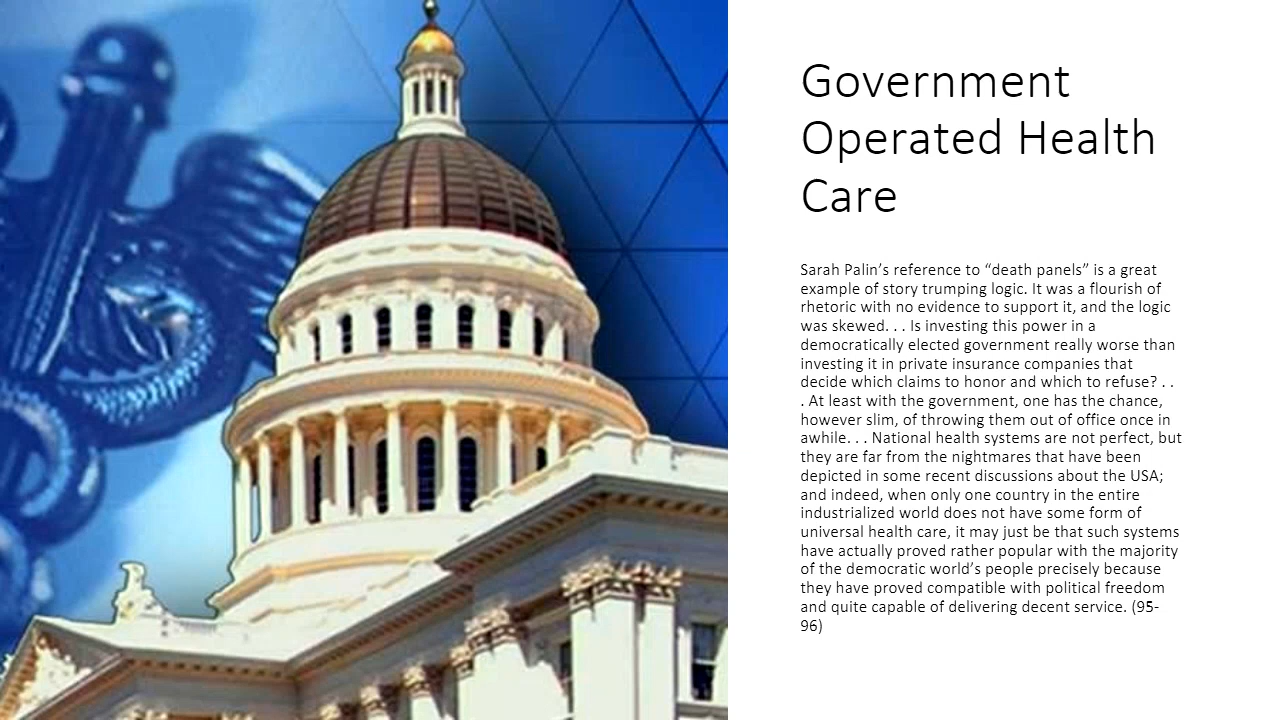 Government
Operated Health
Care
Sarah Palin’s reference to “death panels” is a great
example of story trumping logic. It was a flourish of
rhetoric with no evidence to support it, and the logic
was skewed. . . Is investing this power in a
democratically elected government really worse than
investing it in private insurance companies that
decide which claims to honor and which to refuse? . .
. At least with the government, one has the chance,
however slim, of throwing them out of office once in
awhile. . . National health systems are not perfect, but
they are far from the nightmares that have been
depicted in some recent discussions about the USA;
and indeed, when only one country in the entire
industrialized world does not have some form of
universal health care, it may just be that such systems
have actually proved rather popular with the majority
of the democratic world’s people precisely because
they have proved compatible with political freedom
and quite capable of delivering decent service. (95-
96)